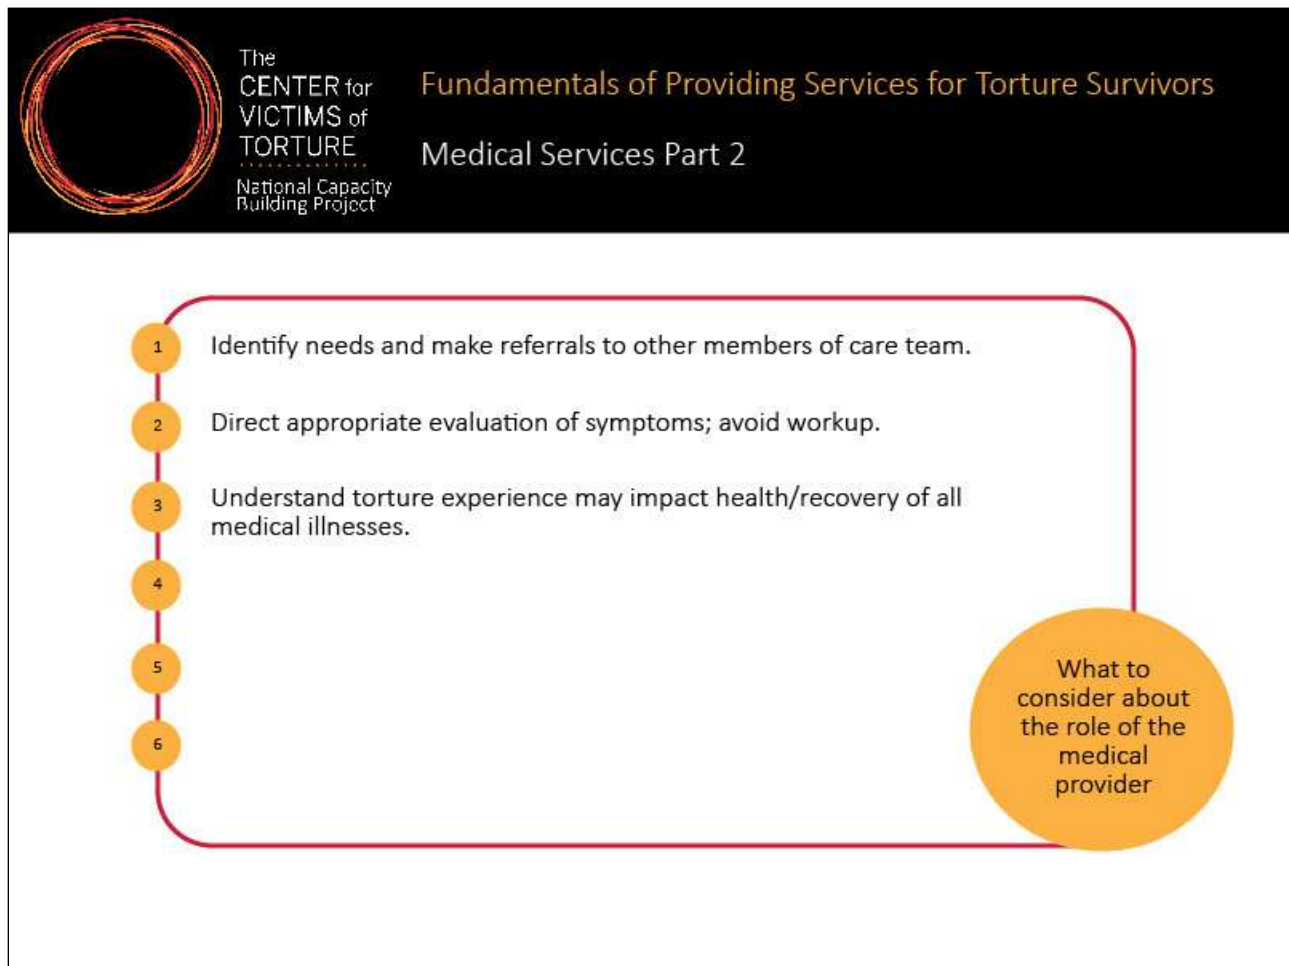 The
CENTER for
VICTIMS of
TORTURE
National Capacity
Building Project
Fundamentals of Providing Services for Torture Survivors
Medical Services Part 2
1 Identify needs and make referrals to other members of care team.
2 Direct appropriate evaluation of symptoms; avoid workup.
3 Understand torture experience may impact health/recovery of all
medical illnesses.
4
5
6
What to
consider about
the role of the
medical
provider